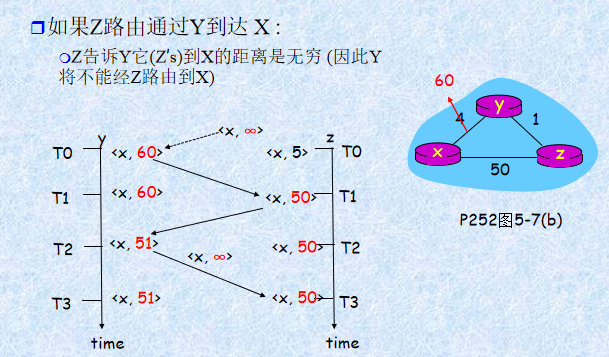 如果Z路由通过Y到达 X :
Z告诉Y它(Z's)到X的距离是无穷 (因此Y
将不能经Z路由到X)
60
y
4
1
x
z
50
P252图5-7(b)
y
z
<x, ∞>
T0
<x, 60>
<x, 5>
T0
T1
<x, 60>
<x, 50>
T1
T2
<x, 51>
<x, ∞>
<x, 50>
T2
T3
<x, 51>
<x, 50>
T3
time
time